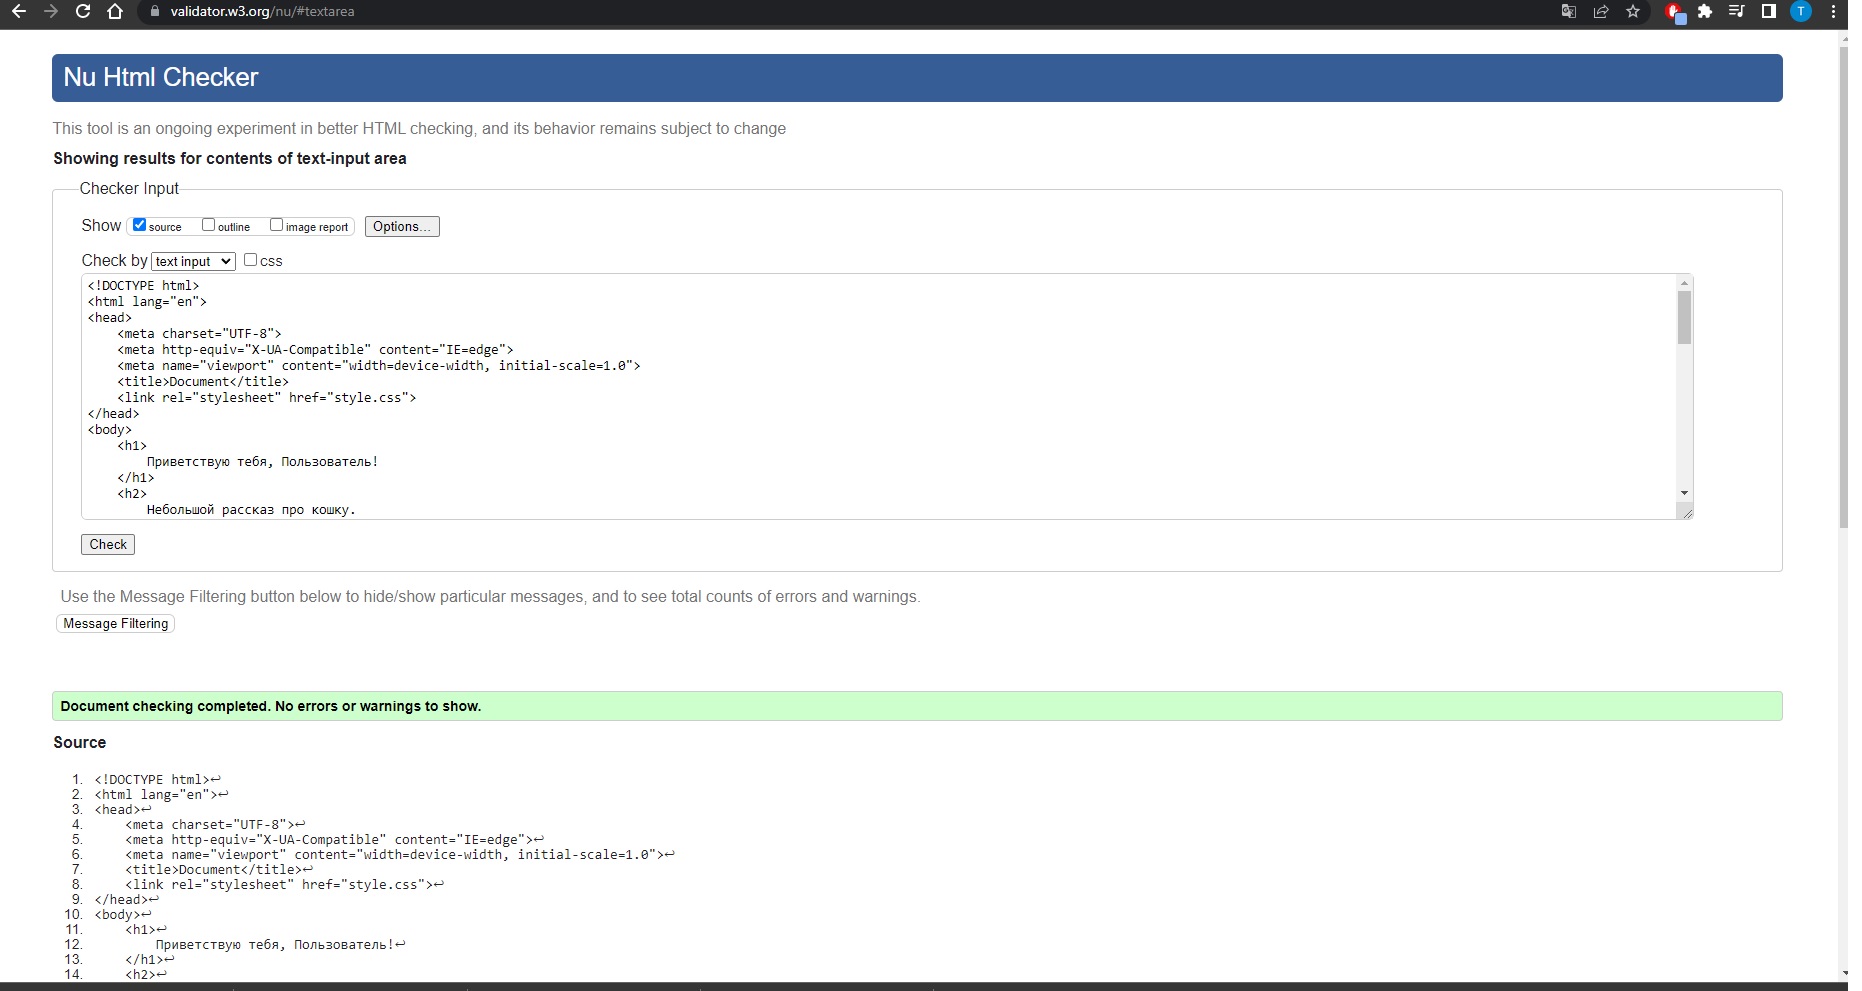 validator.w3.org/nu/#textarea
T
Nu Html Checker
This tool is an ongoing experiment in better HTML checking, and its behavior remains subject to change
Showing results for contents of text-input area
Checker Input
Show source outline image report Options...
Check by text input css
<!DOCTYPE html>
<html lang="en">
<head>
    <meta charset="UTF-8">
    <meta http-equiv="X-UA-Compatible" content="IE=edge">
    <meta name="viewport" content="width=device-width, initial-scale=1.0">
    <title>Document</title>
    <link rel="stylesheet" href="style.css">
</head>
<body>
    <h1>
        Приветствую тебя, Пользователь!
    </h1>
    <h2>
        Небольшой рассказ про кошку.
Check
Use the Message Filtering button below to hide/show particular messages, and to see total counts of errors and warnings.
Message Filtering
Document checking completed. No errors or warnings to show.
Source
1. <!DOCTYPE html>↩
2. <html lang="en">↩
3. <head>↩
4.     <meta charset="UTF-8">↩
5.     <meta http-equiv="X-UA-Compatible" content="IE=edge">↩
6.     <meta name="viewport" content="width=device-width, initial-scale=1.0">↩
7.     <title>Document</title>↩
8.     <link rel="stylesheet" href="style.css">↩
9. </head>↩
10. <body>↩
11.     <h1>↩
12.         Приветствую тебя, Пользователь!↩
13.     </h1>↩
14.     <h2>↩